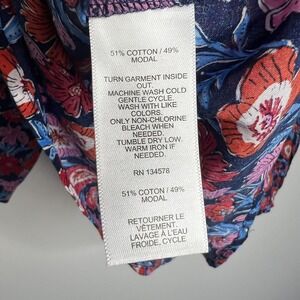 51% COTTON / 49%
MODAL
TURN GARMENT INSIDE
OUT.
MACHINE WASH COLD
GENTLE CYCLE.
WASH WITH LIKE
COLORS.
ONLY NON-CHLORINE
BLEACH WHEN
NEEDED.
TUMBLE DRY LOW
WARM IRON IF
NEEDED.
RN 134578
51% COTON / 49%
MODAL
RETOURNER LE
VÊTEMENT.
LAVAGE À L'EAU
FROIDE, CYCLE